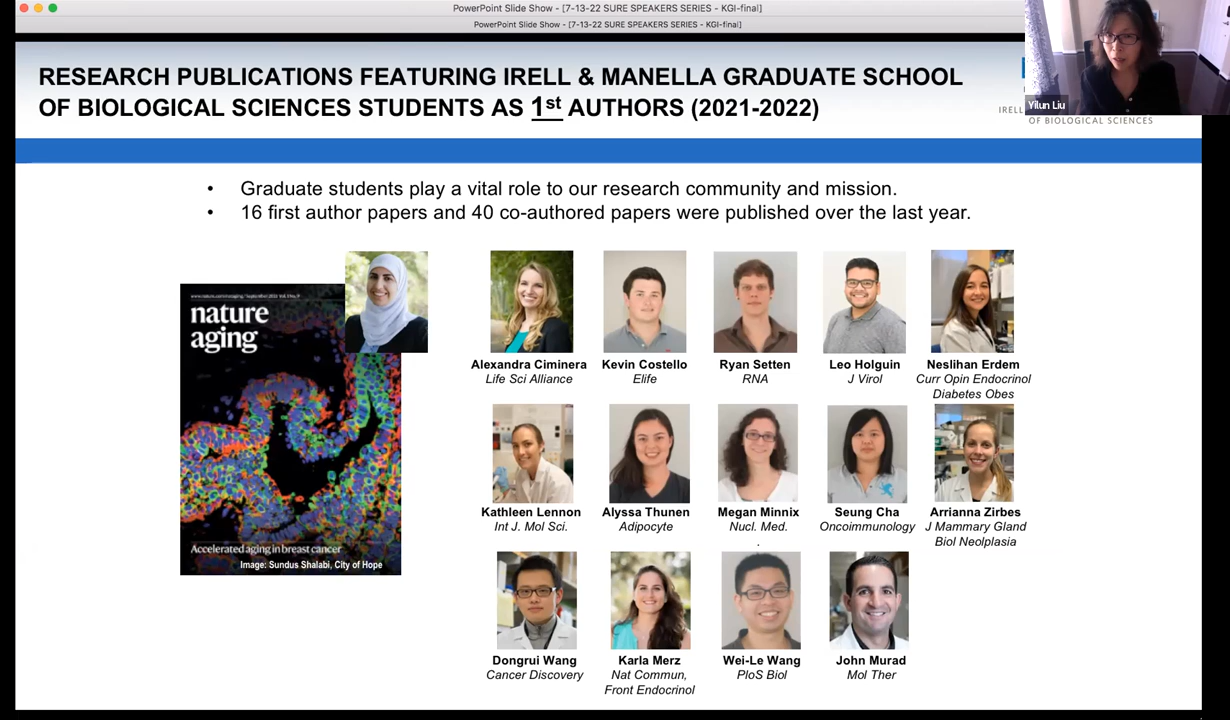 PowerPoint Slide Show - [7-13-22 SURE SPEAKERS SERIES - KGI-final]
PowerPoint Slide Show - [7-13-22 SURE SPEAKERS SERIES - KGI-final]
RESEARCH PUBLICATIONS FEATURING IRELL & MANELLA GRADUATE SCHOOL
OF BIOLOGICAL SCIENCES STUDENTS AS 1st AUTHORS (2021-2022)
Yilun Liu
IRELL
OF BIOLOGICAL SCIENCES
• Graduate students play a vital role to our research community and mission.
• 16 first author papers and 40 co-authored papers were published over the last year.
nature
aging
Accelerated aging in breast cancer
Image: Sundus Shalabi, City of Hope
Alexandra Ciminera
Life Sci Alliance
Kevin Costello
Elife
Ryan Setten
RNA
Leo Holguin
J Virol
Neslihan Erdem
Curr Opin Endocrinol
Diabetes Obes
Kathleen Lennon
Int J. Mol Sci.
Alyssa Thunen
Adipocyte
Megan Minnix
Nucl. Med.
.
Seung Cha
Oncoimmunology
Arrianna Zirbes
J Mammary Gland
Biol Neolplasia
Dongrui Wang
Cancer Discovery
Karla Merz
Nat Commun,
Front Endocrinol
Wei-Le Wang
PloS Biol
John Murad
Mol Ther